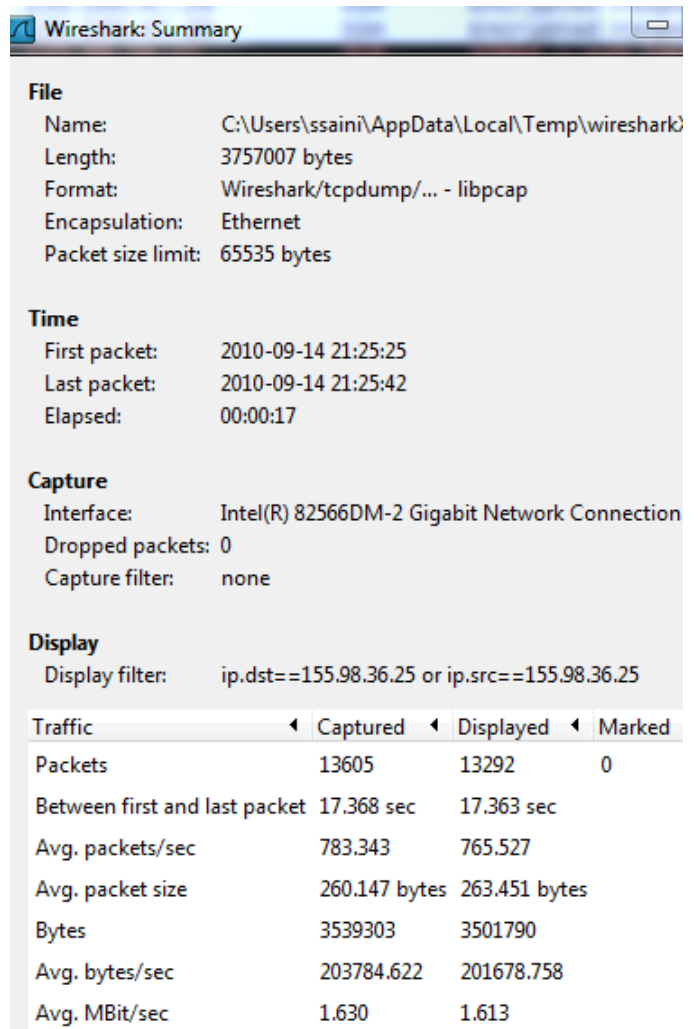 Wireshark: Summary
File
Name: C:\Users\ssaini\AppData\Local\Temp\wiresharkX
Length: 3757007 bytes
Format: Wireshark/tcpdump/... - libpcap
Encapsulation: Ethernet
Packet size limit: 65535 bytes
Time
First packet: 2010-09-14 21:25:25
Last packet: 2010-09-14 21:25:42
Elapsed: 00:00:17
Capture
Interface: Intel(R) 82566DM-2 Gigabit Network Connection
Dropped packets: 0
Capture filter: none
Display
Display filter: ip.dst==155.98.36.25 or ip.src==155.98.36.25
Traffic Captured Displayed Marked
Packets 13605 13292 0
Between first and last packet 17.368 sec 17.363 sec
Avg. packets/sec 783.343 765.527
Avg. packet size 260.147 bytes 263.451 bytes
Bytes 3539303 3501790
Avg. bytes/sec 203784.622 201678.758
Avg. MBit/sec 1.630 1.613